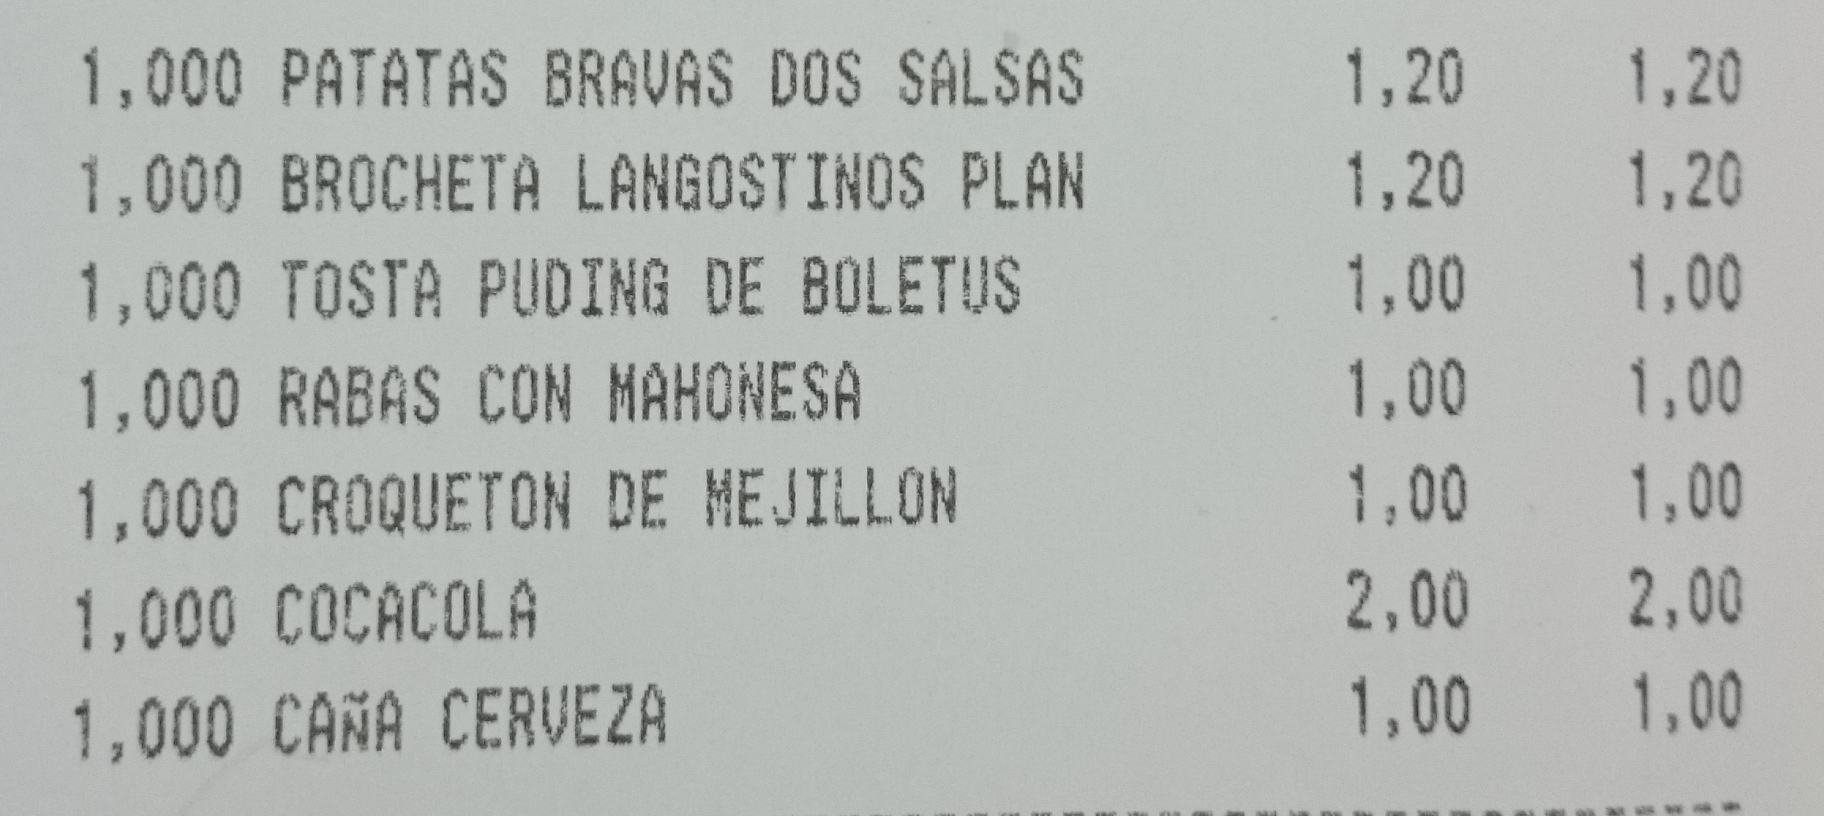 1,000 PATATAS BRAVAS DOS SALSAS 1,20 1,20
1,000 BROCHETA LANGOSTINOS PLAN 1,20 1,20
1,000 TOSTA PUDING DE BOLETUS 1,00 1,00
1,000 RABAS CON MAHONESA 1,00 1,00
1,000 CROQUETON DE MEJILLON 1,00 1,00
1,000 COCACOLA 2,00 2,00
1,000 CAÑA CERVEZA 1,00 1,00